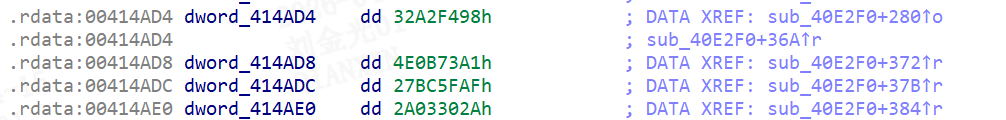 .rdata:00414AD4 dword_414AD4 dd 32A2F498h ; DATA XREF: sub_40E2F0+280↑o
.rdata:00414AD4 ; sub_40E2F0+36A↑r
.rdata:00414AD8 dword_414AD8 dd 4E0B73A1h ; DATA XREF: sub_40E2F0+372↑r
.rdata:00414ADC dword_414ADC dd 27BC5FAFh ; DATA XREF: sub_40E2F0+37B↑r
.rdata:00414AE0 dword_414AE0 dd 2A03302Ah ; DATA XREF: sub_40E2F0+384↑r